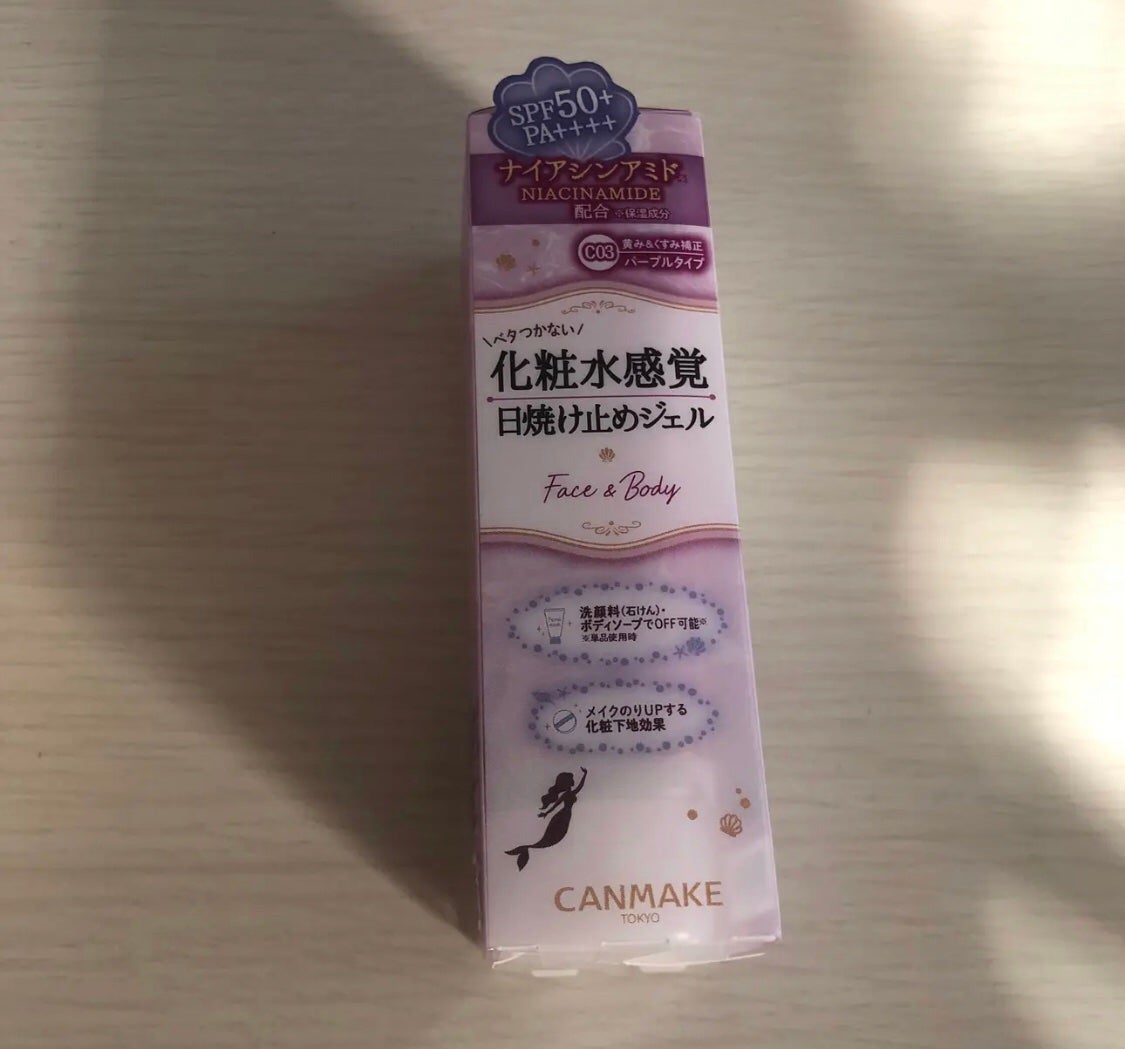 SPF50+
PA++++
ナイアシンアミド※
NIACINAMIDE
配合 ※保湿成分
C03 黄み&くすみ補正
パープルタイプ
\ベタつかない/
化粧水感覚
日焼け止めジェル
Face & Body
洗顔料(石けん)・
ボディソープでOFF可能※
※単品使用時
メイクのりUPする
化粧下地効果
CANMAKE
TOKYO